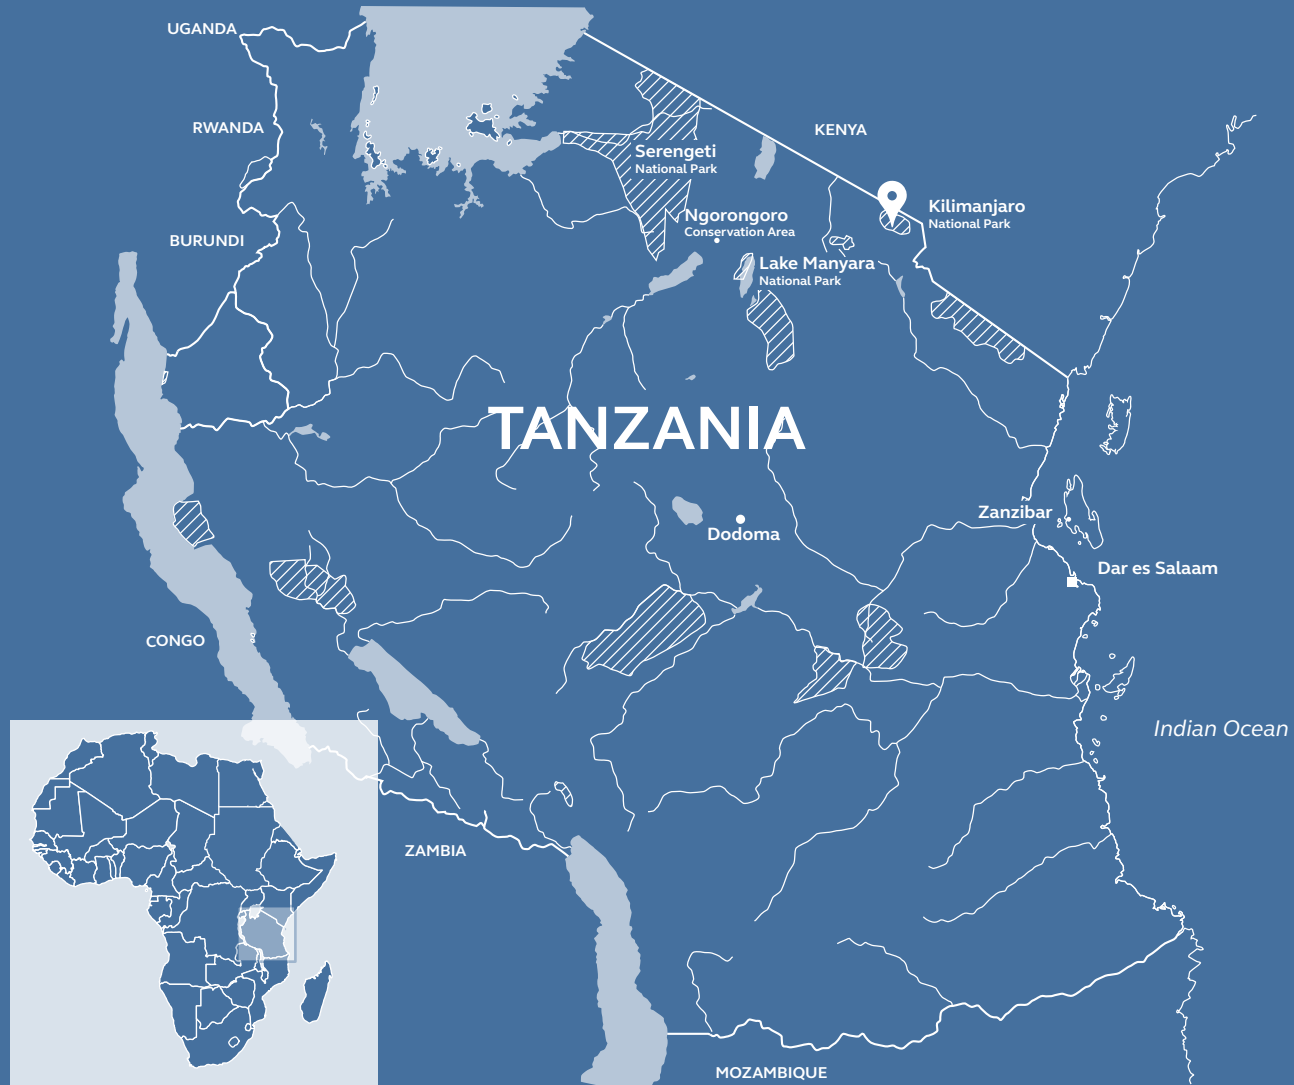 UGANDA
RWANDA
KENYA
Serengeti
National Park
Kilimanjaro
National Park
Ngorongoro
Conservation Area
BURUNDI
Lake Manyara
National Park
TANZANIA
Zanzibar
Dodoma
Dar es Salaam
CONGO
Indian Ocean
ZAMBIA
MOZAMBIQUE